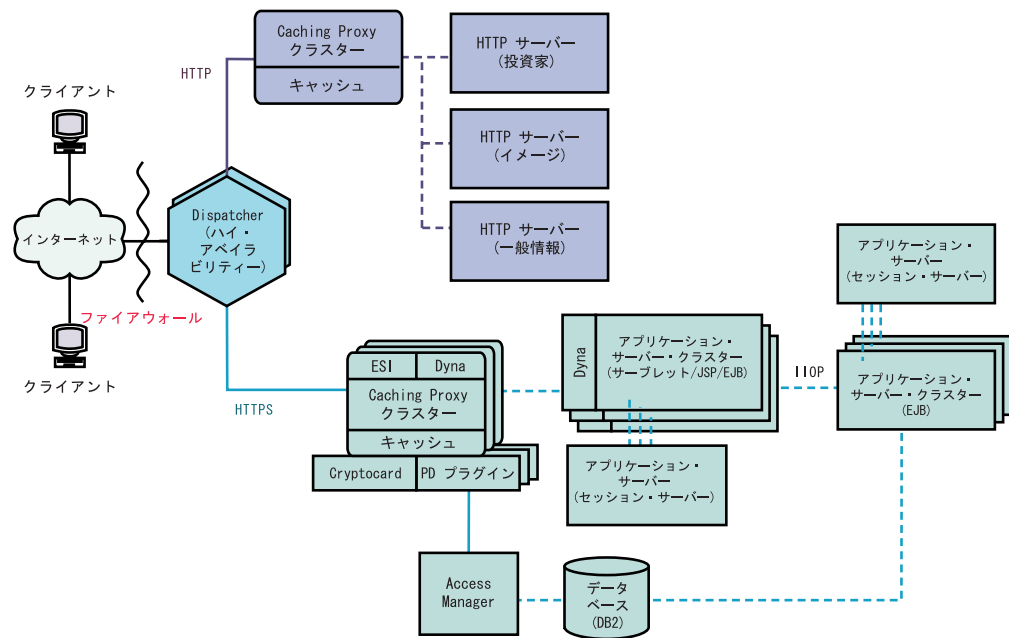 Caching Proxy
クラスター
キャッシュ
HTTP サーバー
(投資家)
HTTP
クライアント
HTTP サーバー
(イメージ)
Dispatcher
(ハイ・
アベイラ
ビリティー)
インターネット
HTTP サーバー
(一般情報)
アプリケーション・
サーバー
(セッション・サーバー)
ファイアウォール
クライアント
HTTPS
ESI
Dyna
Caching Proxy
クラスター
キャッシュ
Cryptocard
PD プラグイン
Dyna
アプリケーション・
サーバー・クラスター
(サーブレット/JSP/EJB)
IIOP
アプリケーション・
サーバー・クラスター
(EJB)
アプリケーション・
サーバー
(セッション・サーバー)
Access
Manager
データ
ベース
(DB2)